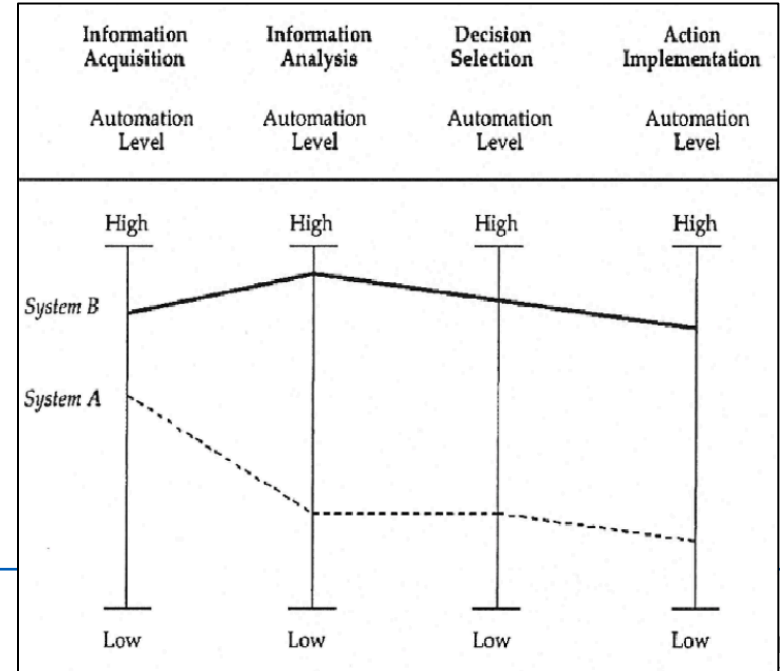 Information Acquisition
Information Analysis
Decision Selection
Action Implementation
Automation Level
Automation Level
Automation Level
Automation Level
High
High
High
High
System B
System A
Low
Low
Low
Low